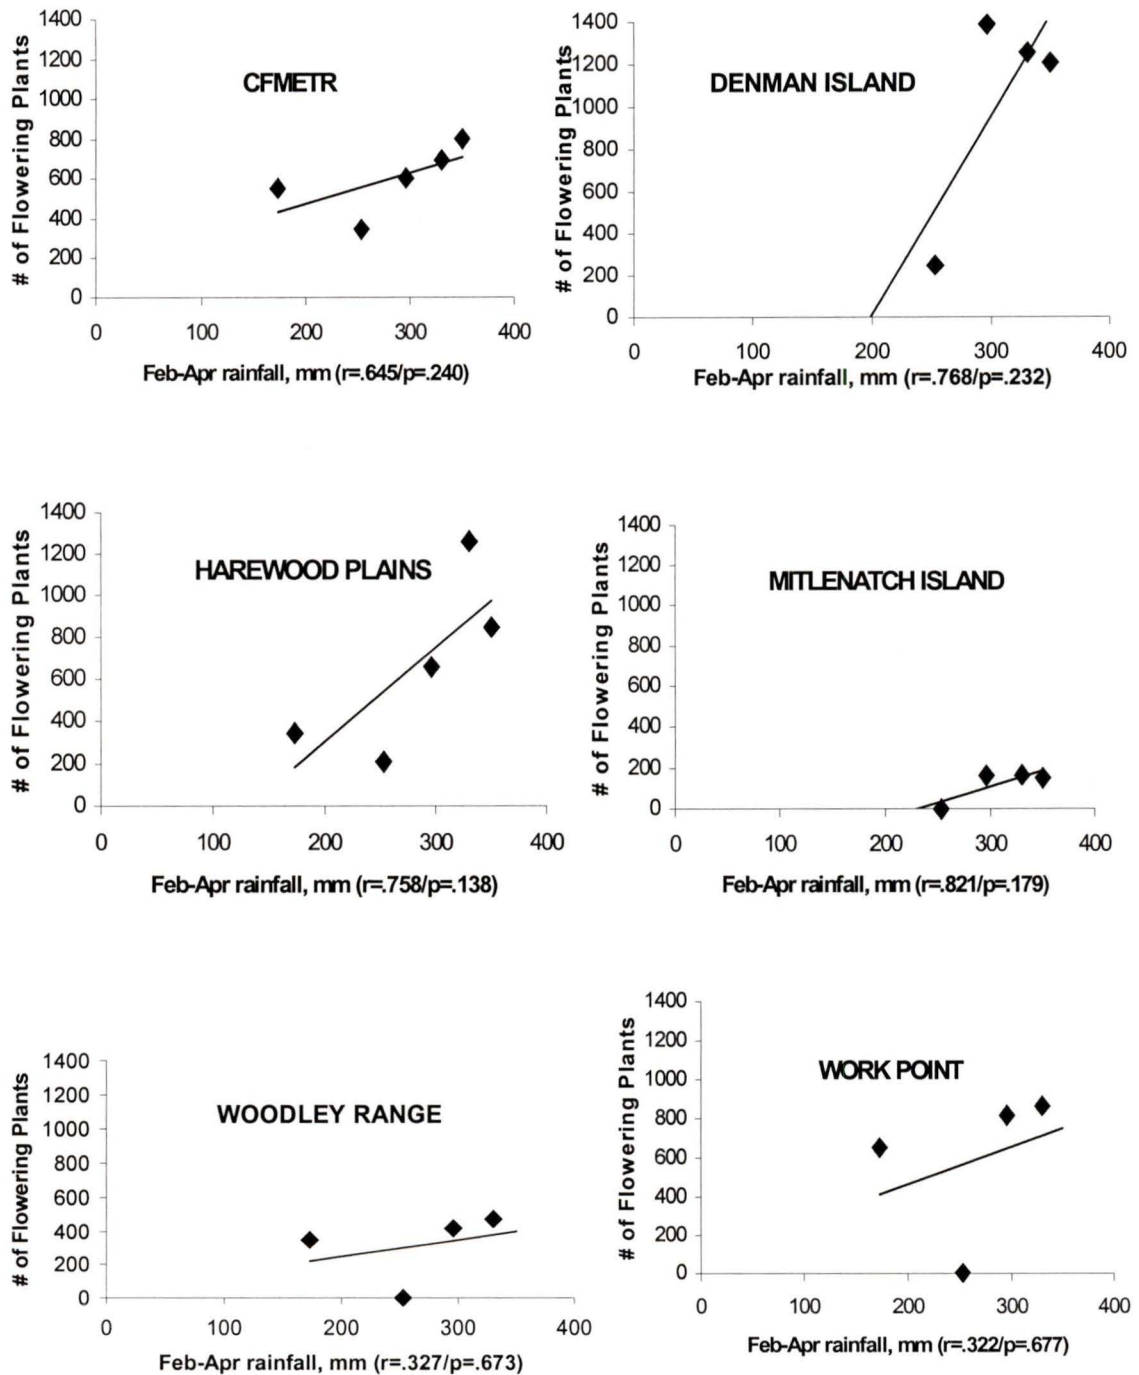 # of Flowering Plants
1400
1200
1000
800
600
400
200
0
CFMETR
0 100 200 300 400
Feb-Apr rainfall, mm (r=.645/p=.240)
# of Flowering Plants
1400
1200
1000
800
600
400
200
0
DENMAN ISLAND
0 100 200 300 400
Feb-Apr rainfall, mm (r=.768/p=.232)
# of Flowering Plants
1400
1200
1000
800
600
400
200
0
HAREWOOD PLAINS
0 100 200 300 400
Feb-Apr rainfall, mm (r=.758/p=.138)
# of Flowering Plants
1400
1200
1000
800
600
400
200
0
MITLENATCH ISLAND
0 100 200 300 400
Feb-Apr rainfall, mm (r=.821/p=.179)
# of Flowering Plants
1400
1200
1000
800
600
400
200
0
WOODLEY RANGE
0 100 200 300 400
Feb-Apr rainfall, mm (r=.327/p=.673)
# of Flowering Plants
1400
1200
1000
800
600
400
200
0
WORK POINT
0 100 200 300 400
Feb-Apr rainfall, mm (r=.322/p=.677)